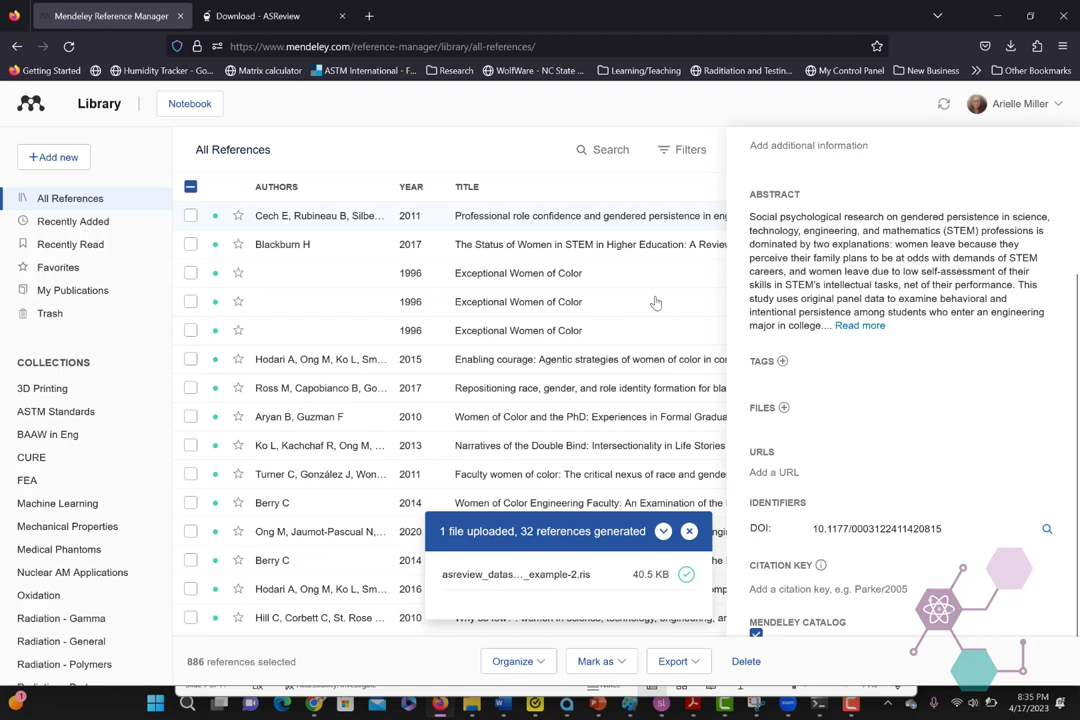 Mendeley Reference Manager
Download - ASReview
https://www.mendeley.com/reference-manager/library/all-references/
Getting Started
Humidity Tracker - Go...
Matrix calculator
ASTM International - F...
Research
WolfWare - NC State ...
Learning/Teaching
Raditiation and Testin...
My Control Panel
New Business
Other Bookmarks
Library
Notebook
Arielle Miller
+Add new
All References
Recently Added
Recently Read
Favorites
My Publications
Trash
COLLECTIONS
3D Printing
ASTM Standards
BAAW in Eng
CURE
FEA
Machine Learning
Mechanical Properties
Medical Phantoms
Nuclear AM Applications
Oxidation
Radiation - Gamma
Radiation - General
Radiation - Polymers
All References
Search
Filters
AUTHORS YEAR TITLE
Cech E, Rubineau B, Silbe... 2011 Professional role confidence and gendered persistence in en
Blackburn H 2017 The Status of Women in STEM in Higher Education: A Review
1996 Exceptional Women of Color
1996 Exceptional Women of Color
1996 Exceptional Women of Color
Hodari A, Ong M, Ko L, Sm... 2015 Enabling courage: Agentic strategies of women of color in co
Ross M, Capobianco B, Go... 2017 Repositioning race, gender, and role identity formation for bla
Aryan B, Guzman F 2010 Women of Color and the PhD: Experiences in Formal Gradua
Ko L, Kachchaf R, Ong M, ... 2013 Narratives of the Double Bind: Intersectionality in Life Stories
Turner C, González J, Won... 2011 Faculty women of color: The critical nexus of race and gende
Berry C 2014 Women of Color Engineering Faculty: An Examination of the
Ong M, Jaumot-Pascual N,... 2020
Berry C 2014
Hodari A, Ong M, Ko L, Sm... 2016
Hill C, Corbett C, St. Rose ... 2010
1 file uploaded, 32 references generated
asreview_datas..._example-2.ris 40.5 KB
886 references selected
Organize
Mark as
Export
Delete
Add additional information
ABSTRACT
Social psychological research on gendered persistence in science,
technology, engineering, and mathematics (STEM) professions is
dominated by two explanations: women leave because they
perceive their family plans to be at odds with demands of STEM
careers, and women leave due to low self-assessment of their
skills in STEM's intellectual tasks, net of their performance. This
study uses original panel data to examine behavioral and
intentional persistence among students who enter an engineering
major in college.... Read more
TAGS
FILES
URLS
Add a URL
IDENTIFIERS
DOI: 10.1177/0003122411420815
CITATION KEY
Add a citation key, e.g. Parker2005
MENDELEY CATALOG
8:35 PM
4/17/2023